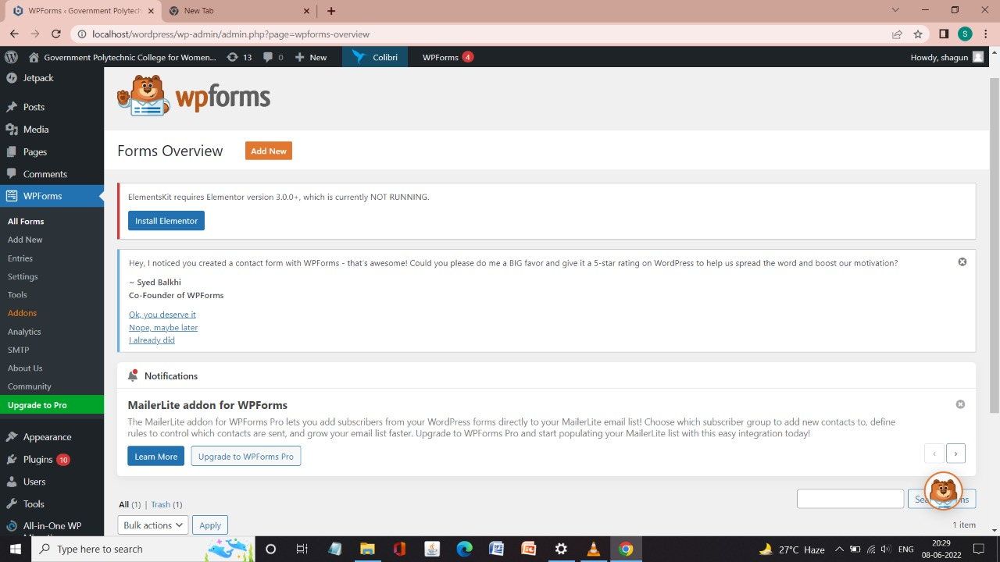 WPForms ‹ Government Polytech
New Tab
localhost/wordpress/wp-admin/admin.php?page=wpforms-overview
S
Government Polytechnic College for Women...
13
0
New
Colibri
WPForms 4
Howdy, shagun
Jetpack
Posts
Media
Pages
Comments
WPForms
All Forms
Add New
Entries
Settings
Tools
Addons
Analytics
SMTP
About Us
Community
Upgrade to Pro
Appearance
Plugins 10
Users
Tools
All-in-One WP
wpforms
Forms Overview
Add New
ElementsKit requires Elementor version 3.0.0+, which is currently NOT RUNNING.
Install Elementor
Hey, I noticed you created a contact form with WPForms - that's awesome! Could you please do me a BIG favor and give it a 5-star rating on WordPress to help us spread the word and boost our motivation?
~ Syed Balkhi
Co-Founder of WPForms
Ok, you deserve it
Nope, maybe later
I already did
Notifications
MailerLite addon for WPForms
The MailerLite addon for WPForms Pro lets you add subscribers from your WordPress forms directly to your MailerLite email list! Choose which subscriber group to add new contacts to, define
rules to control which contacts are sent, and grow your email list faster. Upgrade to WPForms Pro and start populating your MailerLite list with this easy integration today!
Learn More
Upgrade to WPForms Pro
‹ ›
All (1) | Trash (1)
Bulk actions
Apply
1 item
Type here to search
27°C Haze
ENG
20:29
08-06-2022